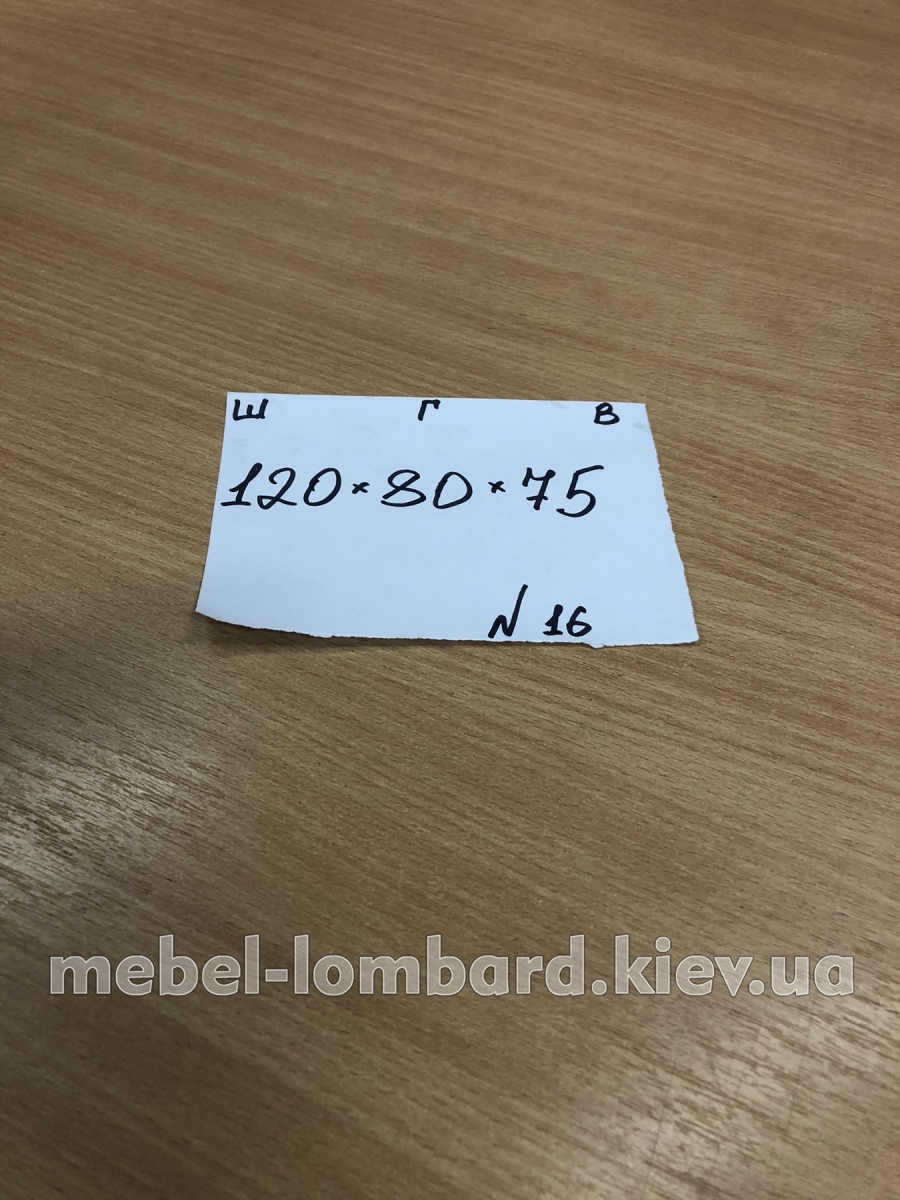 Ш Г В
120 × 80 × 75
N 16
mebel-lombard.kiev.ua